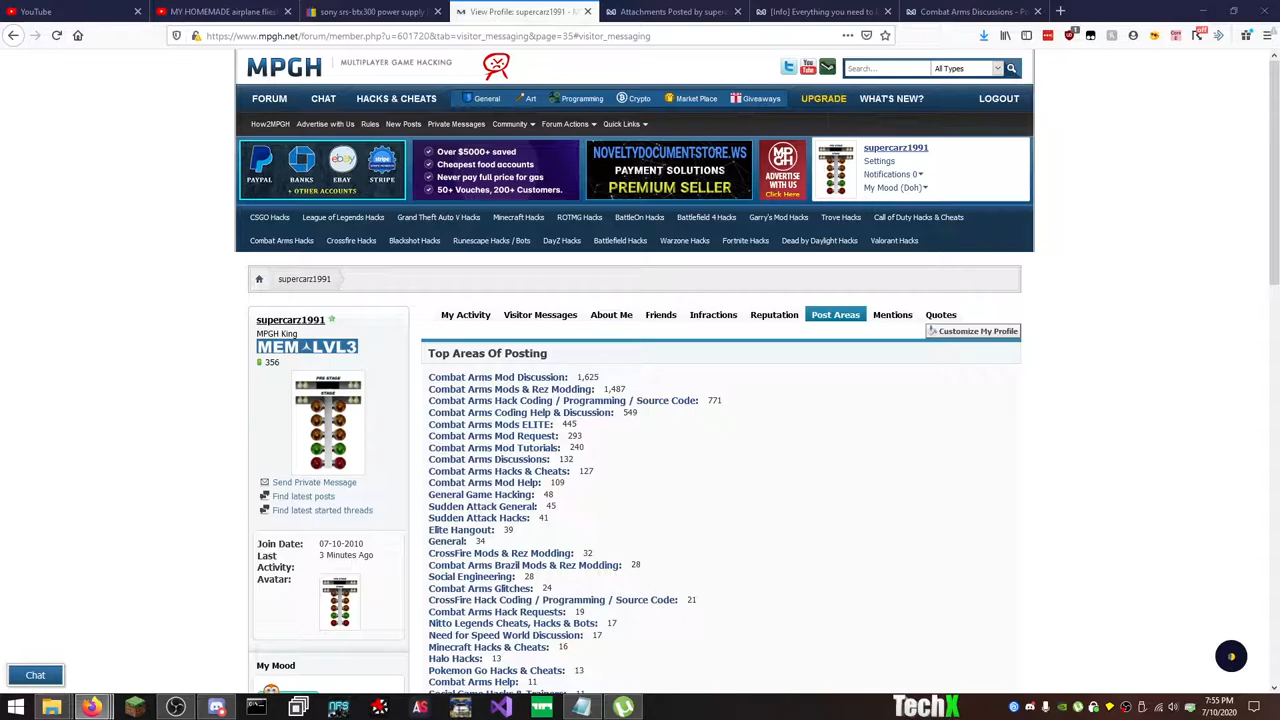 YouTube
MY HOMEMADE airplane flies
sony srs-btx300 power supply
View Profile: supercarz1991 - M
Attachments Posted by superc
[Info] Everything you need to
Combat Arms Discussions - P
https://www.mpgh.net/forum/member.php?u=601720&tab=visitor_messaging&page=35#visitor_messaging
MPGH MULTIPLAYER GAME HACKING
Search... All Types
FORUM CHAT HACKS & CHEATS General Art Programming Crypto Market Place Giveaways UPGRADE WHAT'S NEW? LOGOUT
How2MPGH Advertise with Us Rules New Posts Private Messages Community Forum Actions Quick Links
PAYPAL BANKS EBAY STRIPE
+ OTHER ACCOUNTS
Over $5000+ saved
Cheapest food accounts
Never pay full price for gas
50+ Vouches, 200+ Customers.
NOVELTYDOCUMENTSTORE.WS
PAYMENT SOLUTIONS
PREMIUM SELLER
MPGH
ADVERTISE
WITH US
Click Here
supercarz1991
Settings
Notifications 0
My Mood (Doh)
CSGO Hacks League of Legends Hacks Grand Theft Auto V Hacks Minecraft Hacks ROTMG Hacks BattleOn Hacks Battlefield 4 Hacks Garry's Mod Hacks Trove Hacks Call of Duty Hacks & Cheats
Combat Arms Hacks Crossfire Hacks Blackshot Hacks Runescape Hacks / Bots DayZ Hacks Battlefield Hacks Warzone Hacks Fortnite Hacks Dead by Daylight Hacks Valorant Hacks
supercarz1991
supercarz1991
MPGH King
MEM LVL3
356
PRE STAGE
STAGE
Send Private Message
Find latest posts
Find latest started threads
Join Date: 07-10-2010
Last Activity: 3 Minutes Ago
Avatar:
My Mood
My Activity Visitor Messages About Me Friends Infractions Reputation Post Areas Mentions Quotes
Customize My Profile
Top Areas Of Posting
Combat Arms Mod Discussion: 1,625
Combat Arms Mods & Rez Modding: 1,487
Combat Arms Hack Coding / Programming / Source Code: 771
Combat Arms Coding Help & Discussion: 549
Combat Arms Mods ELITE: 445
Combat Arms Mod Request: 293
Combat Arms Mod Tutorials: 240
Combat Arms Discussions: 132
Combat Arms Hacks & Cheats: 127
Combat Arms Mod Help: 109
General Game Hacking: 48
Sudden Attack General: 45
Sudden Attack Hacks: 41
Elite Hangout: 39
General: 34
CrossFire Mods & Rez Modding: 32
Combat Arms Brazil Mods & Rez Modding: 28
Social Engineering: 28
Combat Arms Glitches: 24
CrossFire Hack Coding / Programming / Source Code: 21
Combat Arms Hack Requests: 19
Nitto Legends Cheats, Hacks & Bots: 17
Need for Speed World Discussion: 17
Minecraft Hacks & Cheats: 16
Halo Hacks: 13
Pokemon Go Hacks & Cheats: 13
Combat Arms Help: 11
Chat
TechX
7:55 PM
7/10/2020